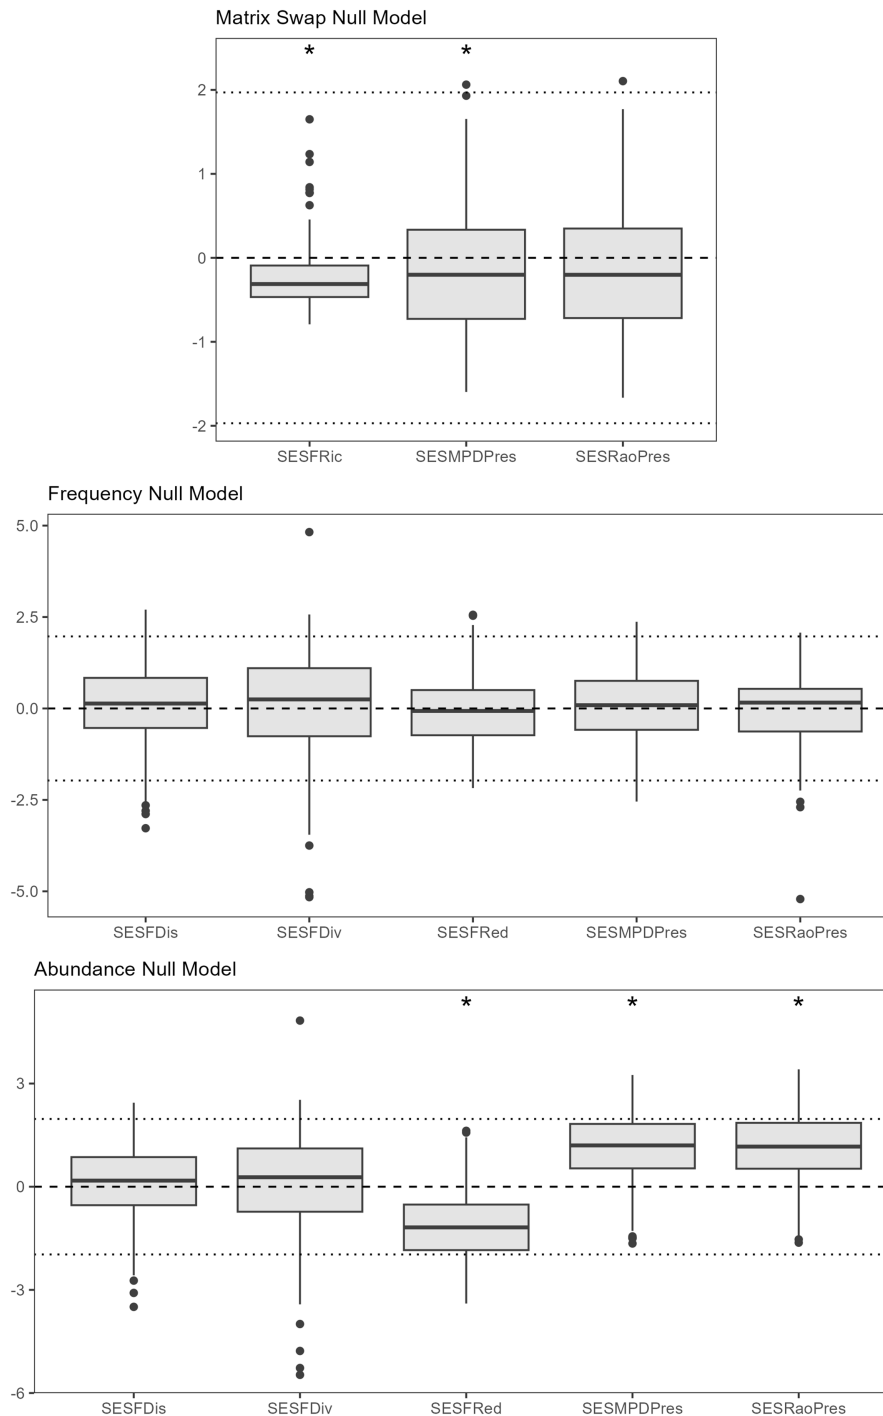 Matrix Swap Null Model
* *
2
1
0
-1
-2
SESFRic SESMPDPres SESRaoPres
Frequency Null Model
5.0
2.5
0.0
-2.5
-5.0
SESFDis SESFDiv SESFRed SESMPDPres SESRaoPres
Abundance Null Model
* * *
3
0
-3
-6
SESFDis SESFDiv SESFRed SESMPDPres SESRaoPres